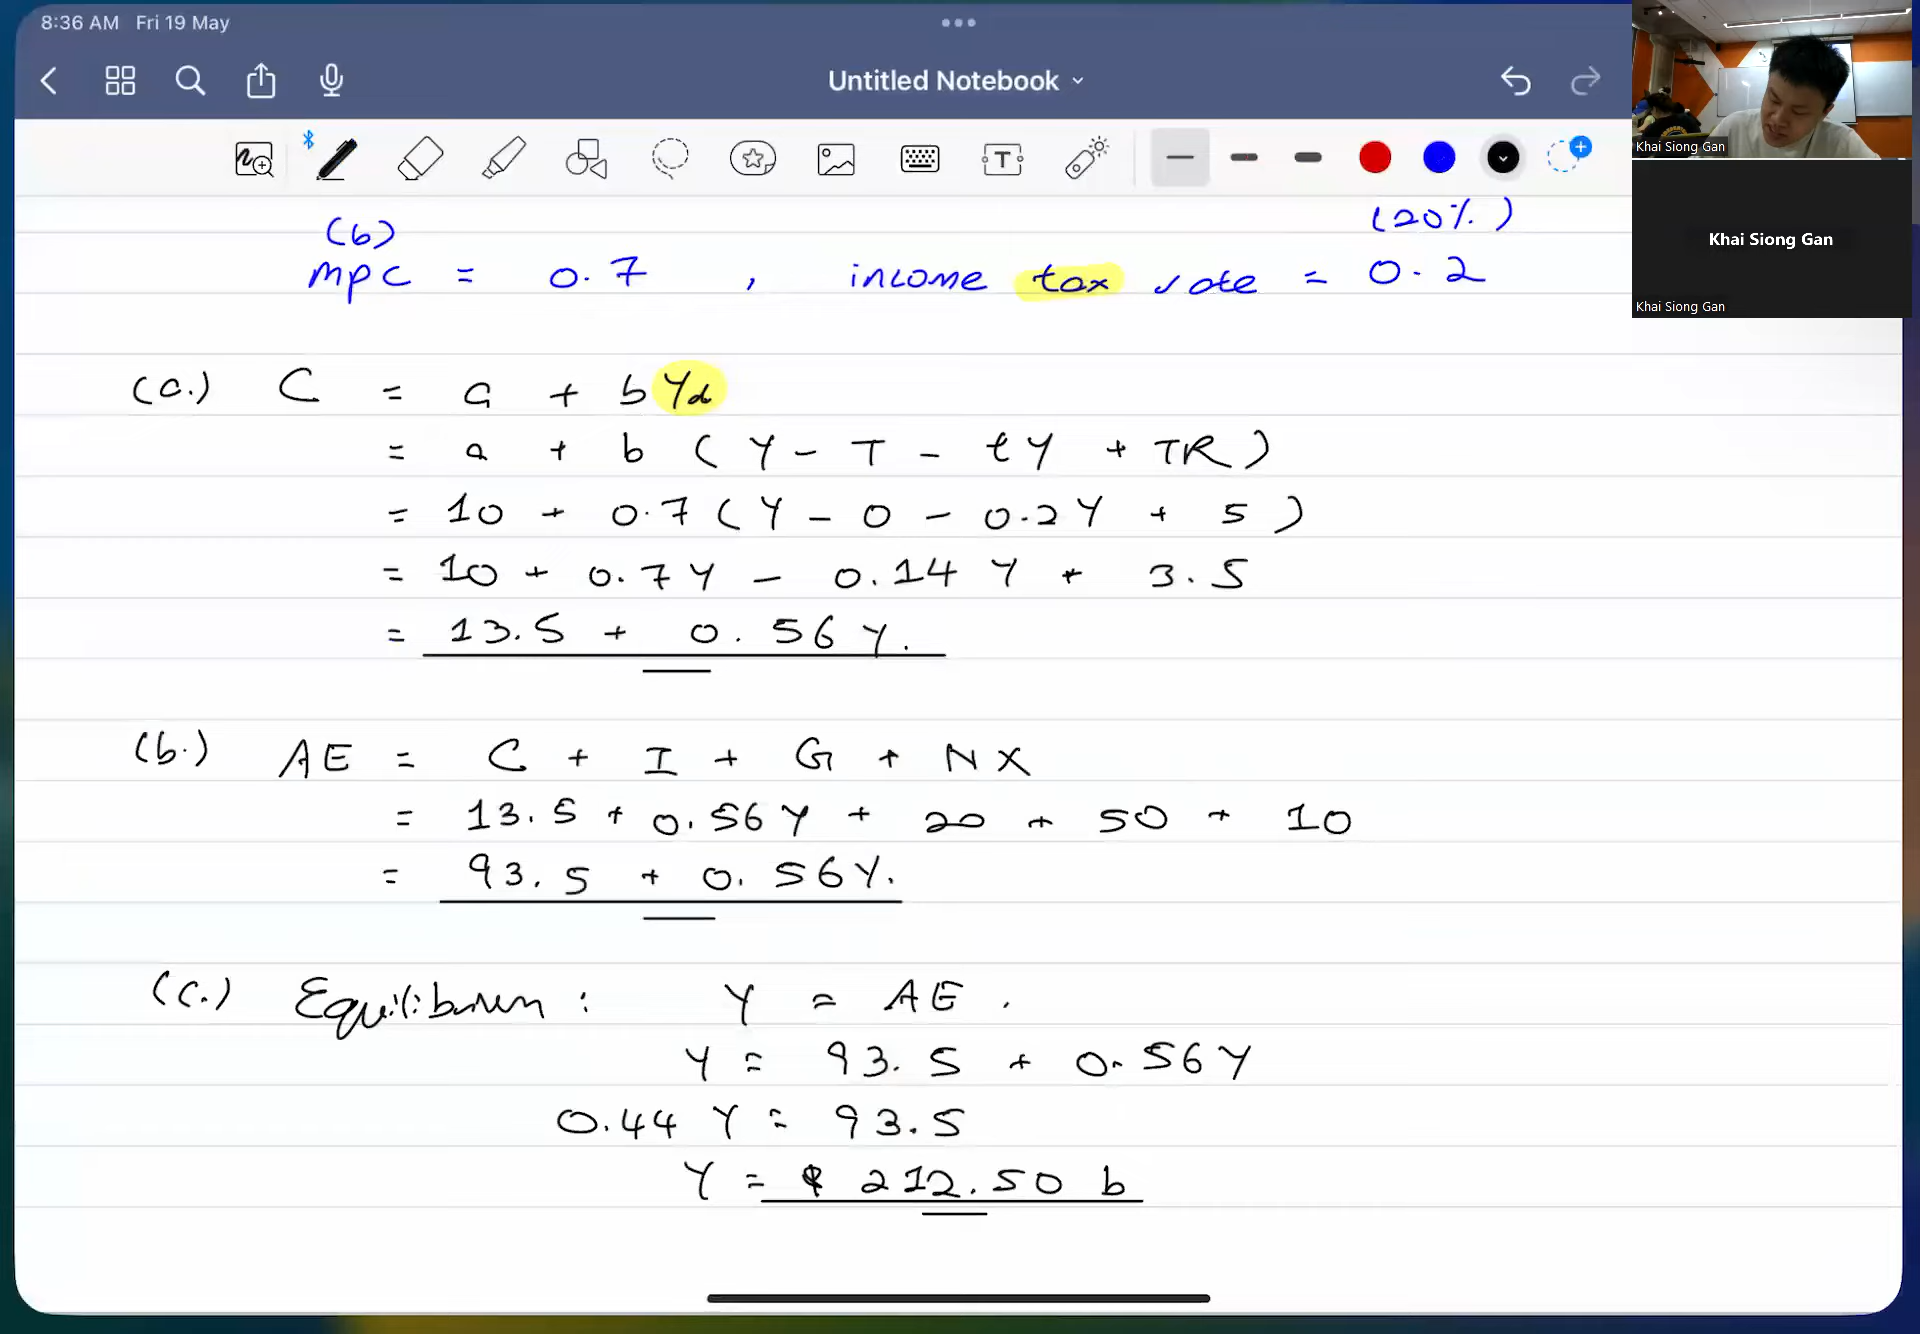 8:36 AM Fri 19 May
Untitled Notebook
Khai Siong Gan
Khai Siong Gan
Khai Siong Gan
(b) (20%)
mpc = 0.7 , income tax rate = 0.2
(a.) C = a + b Yd
= a + b ( Y - T - tY + TR )
= 10 + 0.7 ( Y - 0 - 0.2Y + 5 )
= 10 + 0.7Y - 0.14Y + 3.5
= 13.5 + 0.56Y.
(b.) AE = C + I + G + NX
= 13.5 + 0.56Y + 20 + 50 + 10
= 93.5 + 0.56Y.
(c.) Equilibrium : Y = AE .
Y = 93.5 + 0.56Y
0.44 Y = 93.5
Y = $ 212.50 b